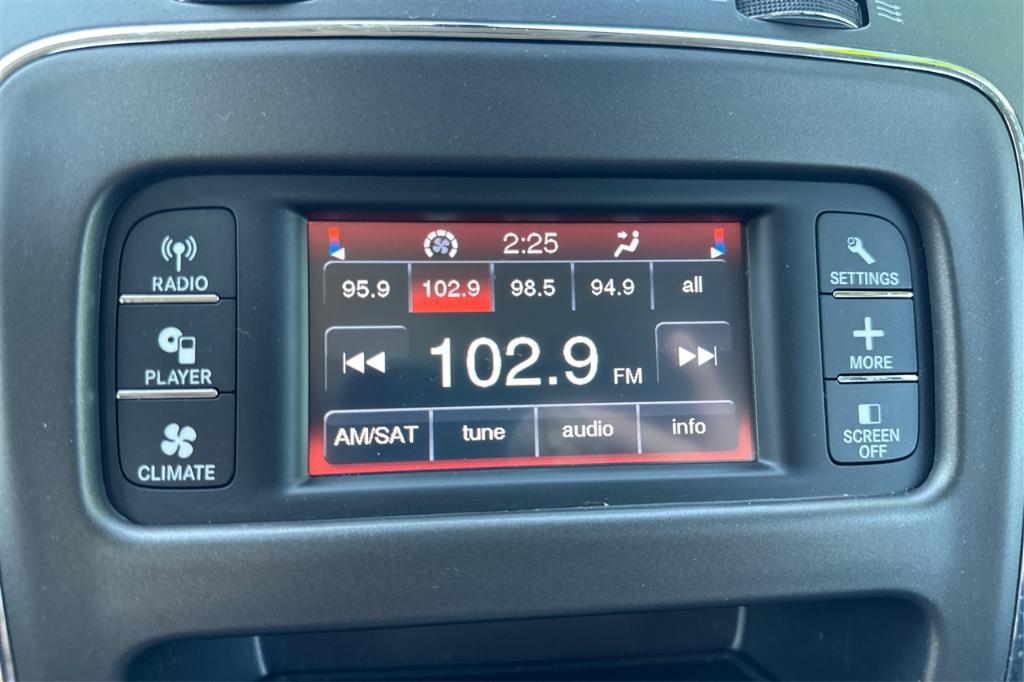 RADIO
PLAYER
CLIMATE
2:25
95.9 102.9 98.5 94.9 all
102.9 FM
AM/SAT tune audio info
SETTINGS
MORE
SCREEN
OFF